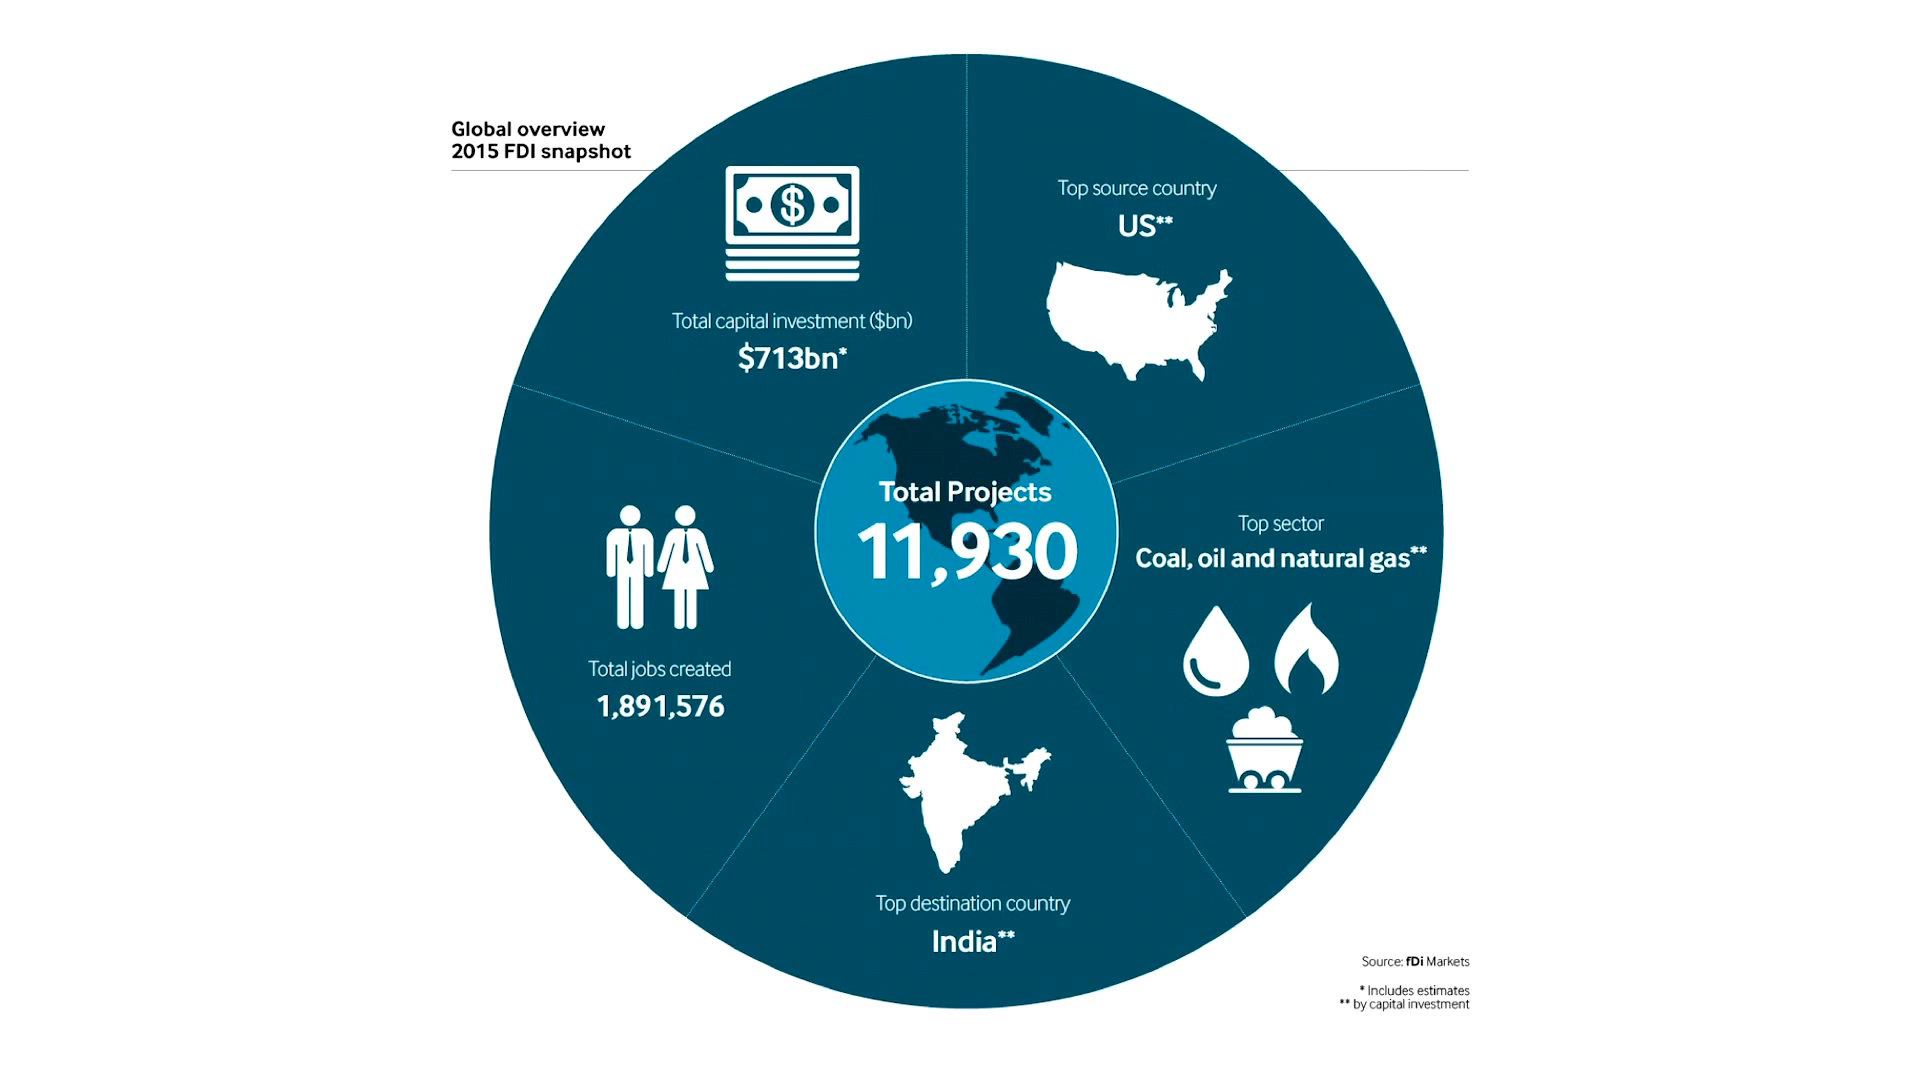 Global overview
2015 FDI snapshot
$
Total capital investment ($bn)
$713bn*
Top source country
US**
Total Projects
11,930
Top sector
Coal, oil and natural gas**
Total jobs created
1,891,576
Top destination country
India**
Source: fDi Markets
* Includes estimates
** by capital investment